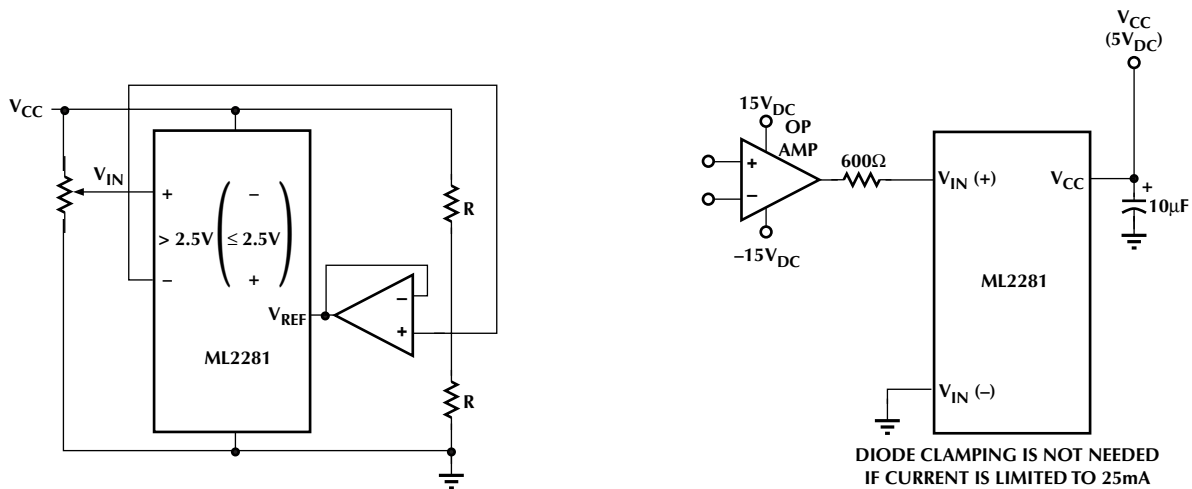 VCC
VIN
+
–
> 2.5V
–
≤ 2.5V
+
VREF
ML2281
–
+
R
R
VCC
(5VDC)
15VDC
OP
AMP
+
–
–15VDC
600Ω
VIN (+)
VCC
+
10µF
ML2281
VIN (–)
DIODE CLAMPING IS NOT NEEDED
IF CURRENT IS LIMITED TO 25mA